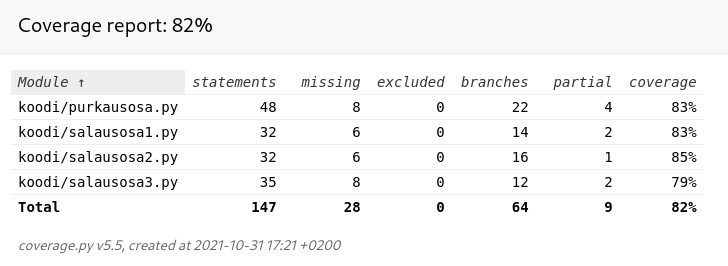 Coverage report: 82%
Module ↑ statements missing excluded branches partial coverage
koodi/purkausosa.py 48 8 0 22 4 83%
koodi/salausosa1.py 32 6 0 14 2 83%
koodi/salausosa2.py 32 6 0 16 1 85%
koodi/salausosa3.py 35 8 0 12 2 79%
Total 147 28 0 64 9 82%
coverage.py v5.5, created at 2021-10-31 17:21 +0200